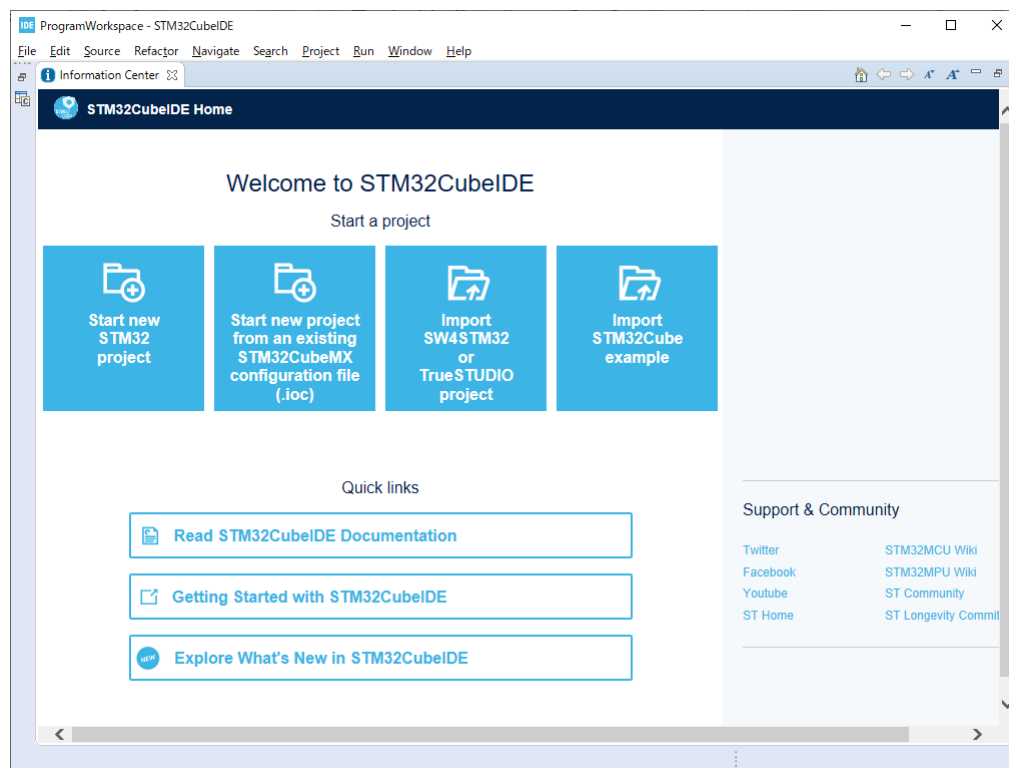 IDE ProgramWorkspace - STM32CubeIDE
File Edit Source Refactor Navigate Search Project Run Window Help
Information Center
STM32CubeIDE Home
Welcome to STM32CubeIDE
Start a project
Start new
STM32
project
Start new project
from an existing
STM32CubeMX
configuration file
(.ioc)
Import
SW4STM32
or
TrueSTUDIO
project
Import
STM32Cube
example
Quick links
Read STM32CubeIDE Documentation
Getting Started with STM32CubeIDE
NEW Explore What's New in STM32CubeIDE
Support & Community
Twitter STM32MCU Wiki
Facebook STM32MPU Wiki
Youtube ST Community
ST Home ST Longevity Commit